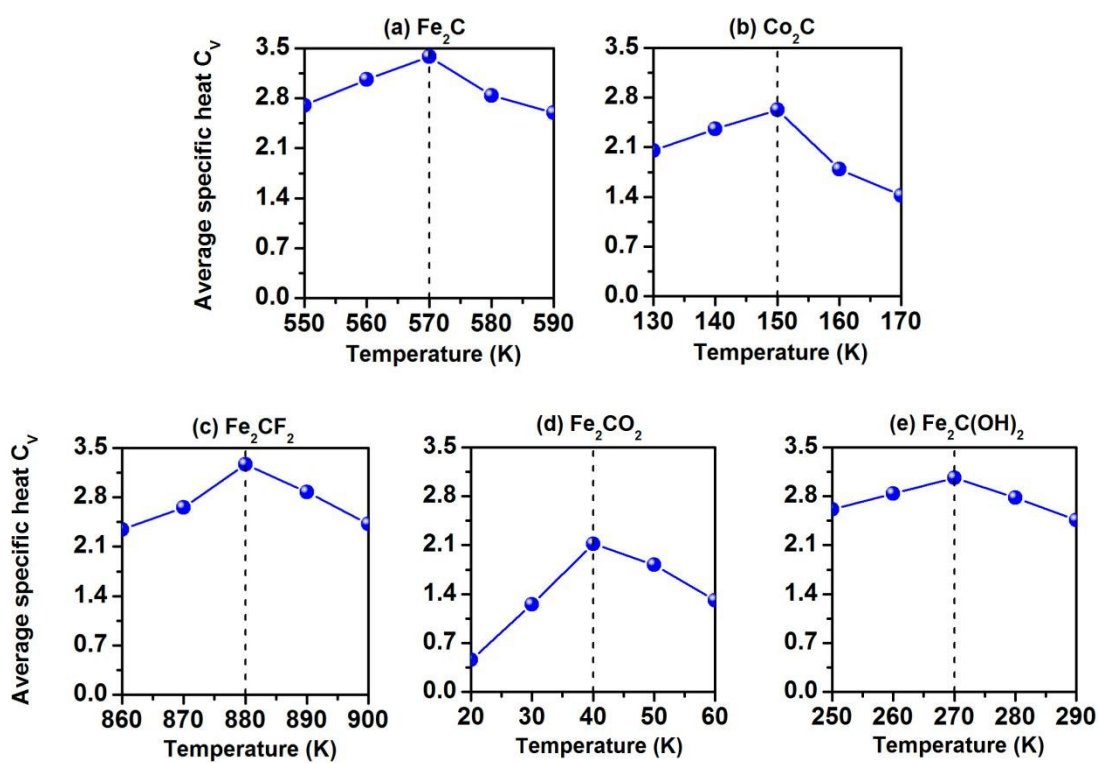 (a) Fe₂C
(b) Co₂C
Average specific heat Cᵥ
3.5
2.8
2.1
1.4
0.7
0.0
550 560 570 580 590
Temperature (K)
3.5
2.8
2.1
1.4
0.7
0.0
130 140 150 160 170
Temperature (K)
(c) Fe₂CF₂
(d) Fe₂CO₂
(e) Fe₂C(OH)₂
Average specific heat Cᵥ
3.5
2.8
2.1
1.4
0.7
0.0
860 870 880 890 900
Temperature (K)
3.5
2.8
2.1
1.4
0.7
0.0
20 30 40 50 60
Temperature (K)
3.5
2.8
2.1
1.4
0.7
0.0
250 260 270 280 290
Temperature (K)